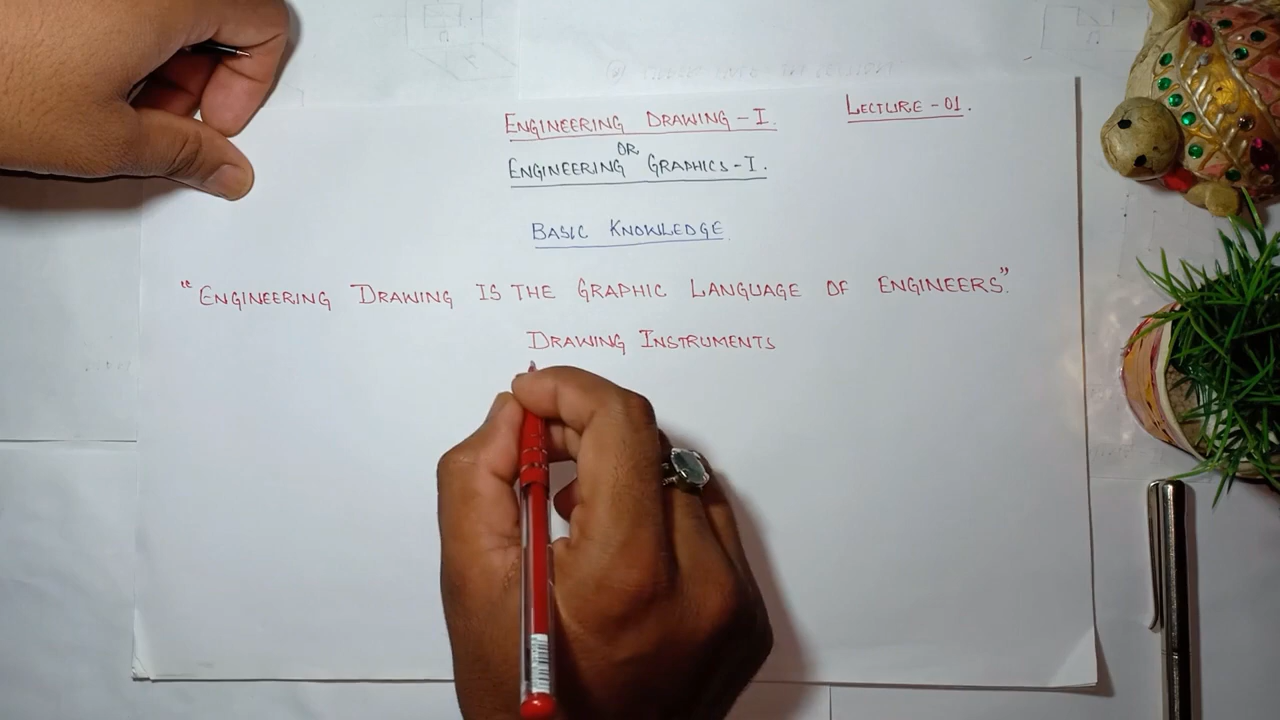 ENGINEERING DRAWING - I. LECTURE - 01.
OR
ENGINEERING GRAPHICS - I.
BASIC KNOWLEDGE
"ENGINEERING DRAWING IS THE GRAPHIC LANGUAGE OF ENGINEERS".
DRAWING INSTRUMENTS